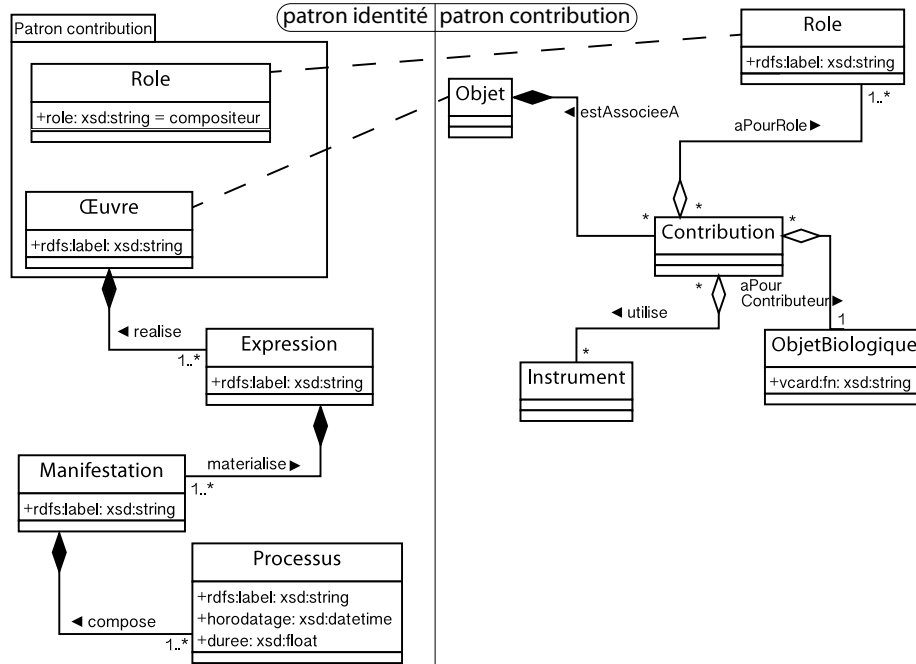 patron identité
patron contribution
Patron contribution
Role
+role: xsd:string = compositeur
Œuvre
+rdfs:label: xsd:string
◄ realise
1..*
Expression
+rdfs:label: xsd:string
materialise►
1..*
Manifestation
+rdfs:label: xsd:string
◄ compose
1..*
Processus
+rdfs:label: xsd:string
+horodatage: xsd:datetime
+duree: xsd:float
Role
+rdfs:label: xsd:string
1..*
Objet
◄ estAssocieeA
aPourRole ►
*
*
*
Contribution
*
aPour
Contributeur►
◄ utilise
1
*
ObjetBiologique
+vcard:fn: xsd:string
Instrument